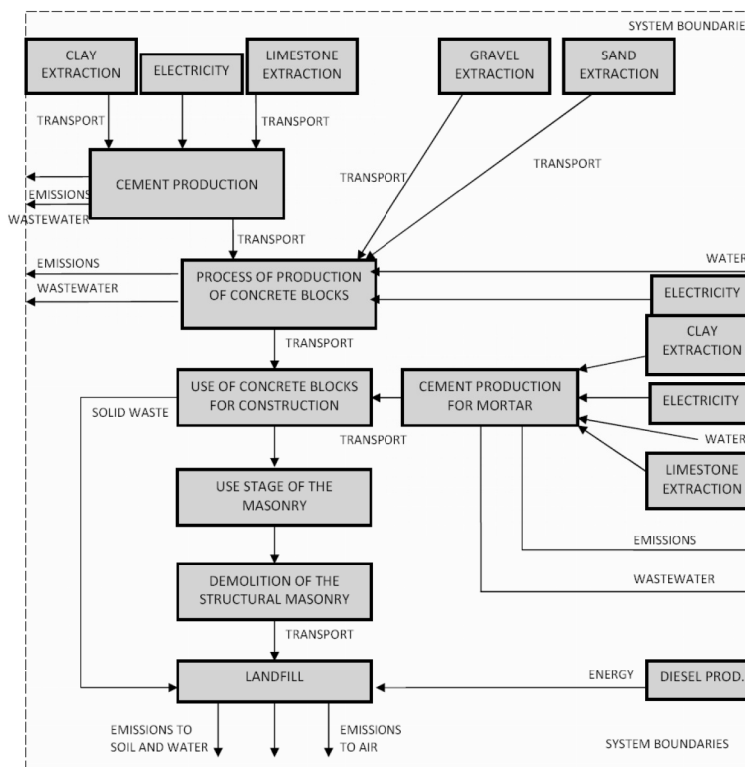 SYSTEM BOUNDARIE
CLAY
EXTRACTION
ELECTRICITY
LIMESTONE
EXTRACTION
GRAVEL
EXTRACTION
SAND
EXTRACTION
TRANSPORT
TRANSPORT
TRANSPORT
TRANSPORT
CEMENT PRODUCTION
EMISSIONS
WASTEWATER
TRANSPORT
EMISSIONS
WASTEWATER
PROCESS OF PRODUCTION
OF CONCRETE BLOCKS
WATER
ELECTRICITY
TRANSPORT
CLAY
EXTRACTION
SOLID WASTE
USE OF CONCRETE BLOCKS
FOR CONSTRUCTION
CEMENT PRODUCTION
FOR MORTAR
ELECTRICITY
TRANSPORT
WATER
LIMESTONE
EXTRACTION
USE STAGE OF THE
MASONRY
EMISSIONS
DEMOLITION OF THE
STRUCTURAL MASONRY
WASTEWATER
TRANSPORT
LANDFILL
ENERGY
DIESEL PROD.
EMISSIONS TO
SOIL AND WATER
EMISSIONS
TO AIR
SYSTEM BOUNDARIES